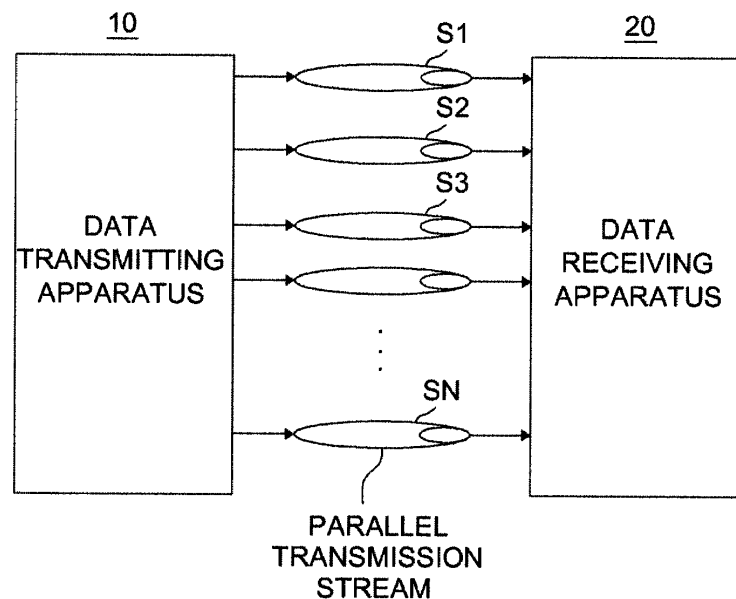 10
S1
20
S2
S3
DATA
TRANSMITTING
APPARATUS
DATA
RECEIVING
APPARATUS
SN
PARALLEL
TRANSMISSION
STREAM